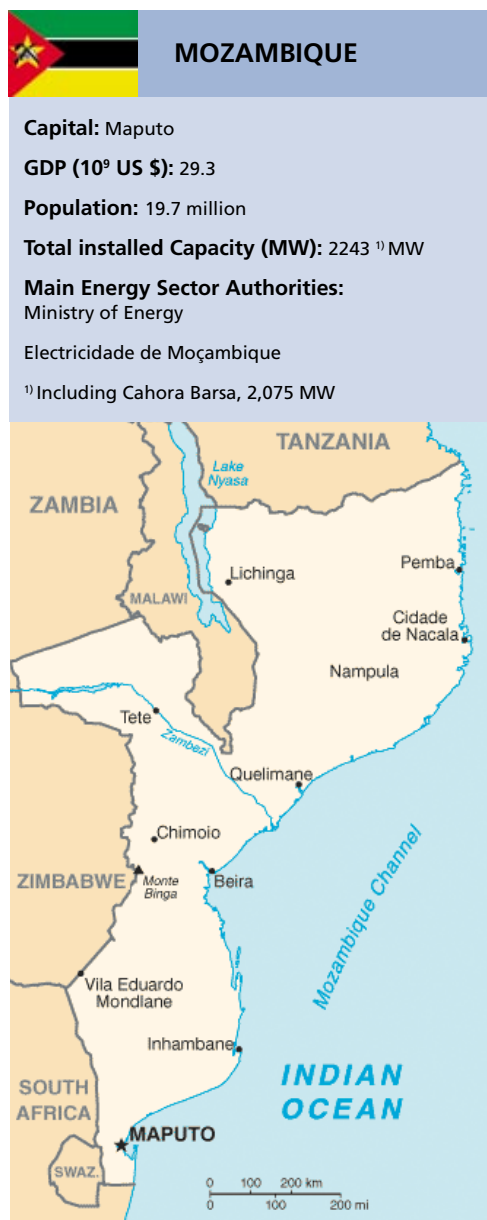 MOZAMBIQUE
Capital: Maputo
GDP (10⁹ US $): 29.3
Population: 19.7 million
Total installed Capacity (MW): 2243 ¹⁾ MW
Main Energy Sector Authorities:
Ministry of Energy
Electricidade de Moçambique
¹⁾ Including Cahora Barsa, 2,075 MW
TANZANIA
Lake
Nyasa
ZAMBIA
Pemba
Lichinga
MALAWI
Cidade
de Nacala
Nampula
Tete
Zambezi
Quelimane
Chimoio
ZIMBABWE
Monte
Binga
Beira
Mozambique Channel
Vila Eduardo
Mondlane
Inhambane
INDIAN
OCEAN
SOUTH
AFRICA
MAPUTO
SWAZ.
0 100 200 km
0 100 200 mi